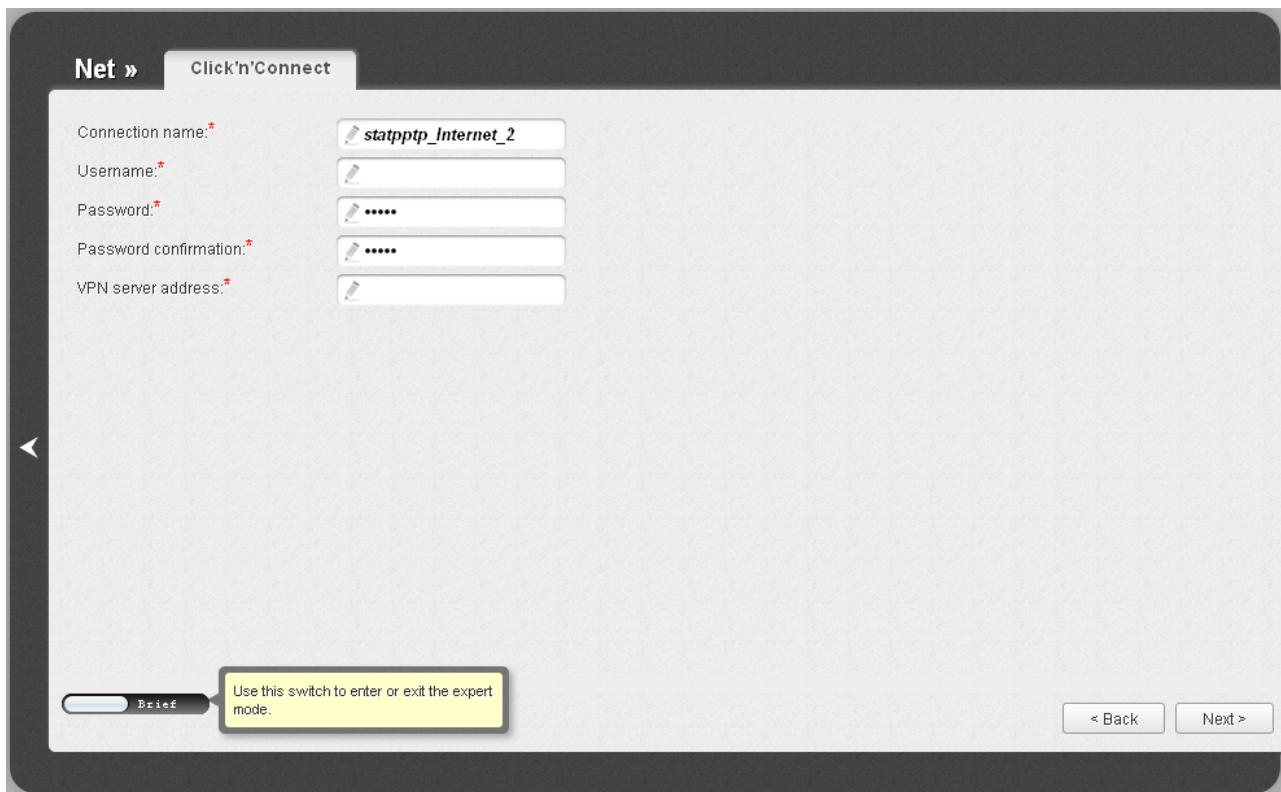 Net » Click'n'Connect
Connection name:* statpptp_Internet_2
Username:*
Password:* •••••
Password confirmation:* •••••
VPN server address:*
Use this switch to enter or exit the expert
mode.
Brief
< Back Next >